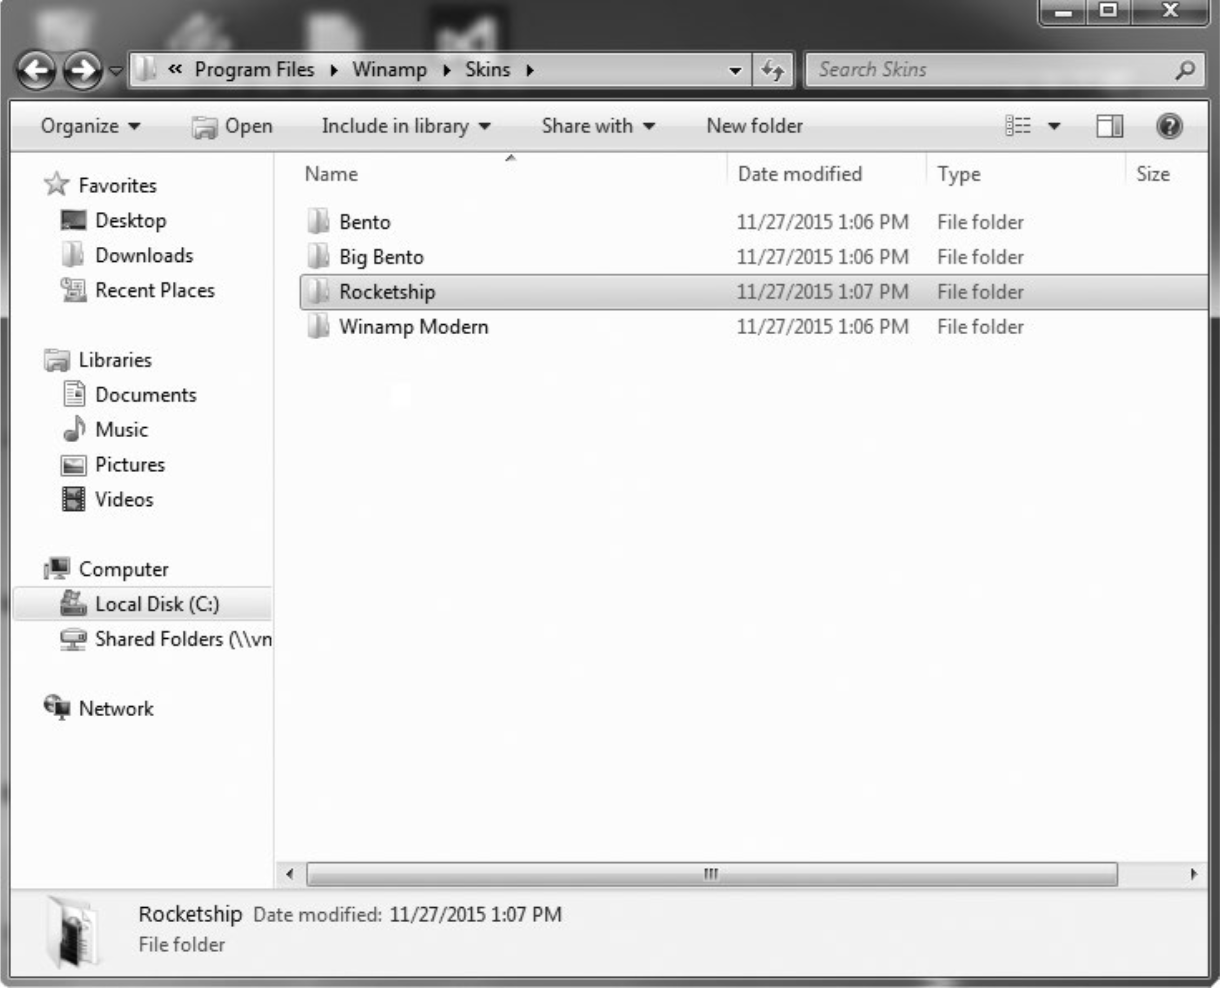 « Program Files ▸ Winamp ▸ Skins ▸ Search Skins
Organize ▼ Open Include in library ▼ Share with ▼ New folder
Name Date modified Type Size
Favorites
Desktop
Downloads
Recent Places
Libraries
Documents
Music
Pictures
Videos
Computer
Local Disk (C:)
Shared Folders (\\vn
Network
Bento 11/27/2015 1:06 PM File folder
Big Bento 11/27/2015 1:06 PM File folder
Rocketship 11/27/2015 1:07 PM File folder
Winamp Modern 11/27/2015 1:06 PM File folder
Rocketship Date modified: 11/27/2015 1:07 PM
File folder